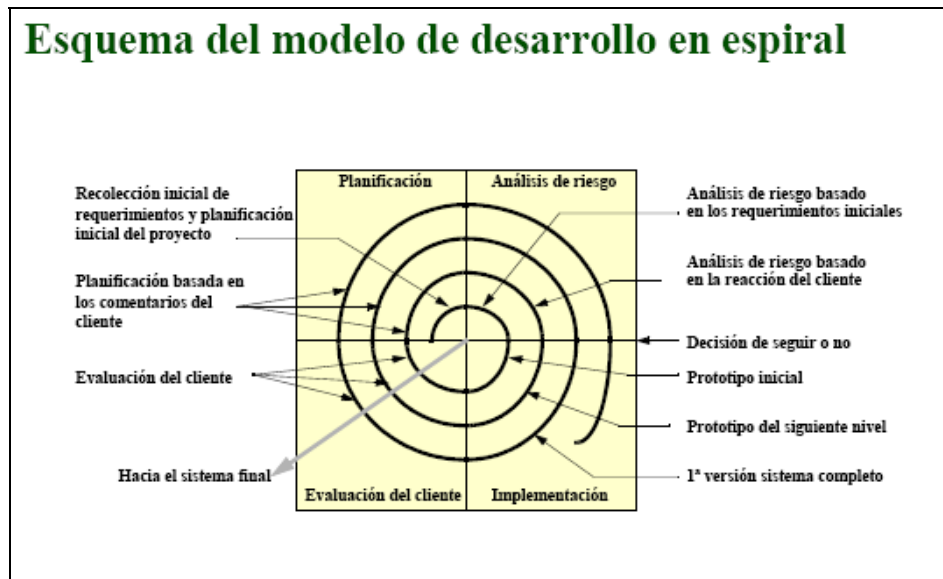 Esquema del modelo de desarrollo en espiral
Planificación
Análisis de riesgo
Recolección inicial de
requerimientos y planificación
inicial del proyecto
Planificación basada en
los comentarios del
cliente
Evaluación del cliente
Hacia el sistema final
Análisis de riesgo basado
en los requerimientos iniciales
Análisis de riesgo basado
en la reacción del cliente
Decisión de seguir o no
Prototipo inicial
Prototipo del siguiente nivel
1ª versión sistema completo
Evaluación del cliente
Implementación